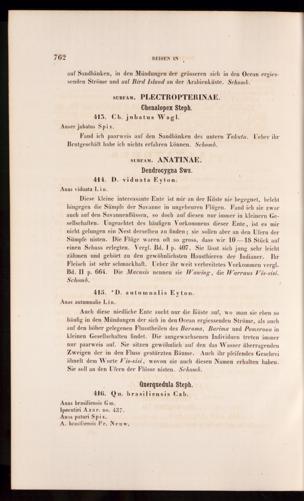 762
REISEN IN
auf Sandbänken, in den Mündungen der grösseren sich in den Ocean ergies-
senden Ströme und auf Bird Island an der Arabienküste. Schomb.
SUBFAM. PLECTROPTERINAE.
Chenalopex Steph.
413. Ch. jubatus Wagl.
Anser jubatus Spix.
Fand ich paarweis auf den Sandbänken des untern Takutu. Ueber ihr
Brutgeschäft habe ich nichts erfahren können. Schomb.
SUBFAM. ANATINAE.
Dendrocygna Sws.
414. D. viduata Eyton.
Anas viduata Lin.
Diese kleine interessante Ente ist mir an der Küste nie begegnet, belebt
hingegen die Sümpfe der Savanne in ungeheuren Flügen. Fand ich sie zwar
auch auf den Savannenflüssen, so doch auf diesen nur immer in kleineren Ge-
sellschaften. Ungeachtet des häufigen Vorkommens dieser Ente, ist es mir
nicht gelungen ein Nest derselben zu finden; sie sollen aber an den Ufern der
Sümpfe nisten. Die Flüge waren oft so gross, dass wir 10—18 Stück auf
einen Schuss erlegten. Vergl. Bd. I p. 407. Sie lässt sich jung sehr leicht
zähmen und gehört zu den gewöhnlichsten Hausthieren der Indianer. Ihr
Fleisch ist sehr schmackhaft. Ueber ihr weit verbreitetes Vorkommen vergl.
Bd. II p. 664. Die Macusis nennen sie Wawing, die Warraus Vis-sisi.
Schomb.
415. *D. autumnalis Eyton.
Anas autumnalis Lin.
Auch diese niedliche Ente sucht nur die Küste auf, wo man sie eben so
häufig in den Mündungen der sich in den Ocean ergiessenden Ströme, als auch
auf den höher gelegenen Flusstheilen des Barama, Barima und Pomeroon in
kleinen Gesellschaften findet. Die ausgewachsenen Individuen treten immer
nur paarweis auf. Sie sitzen gewöhnlich auf den das Wasser überragenden
Zweigen der in den Fluss gestürzten Bäume. Auch ihr pfeifendes Geschrei
ähnelt dem Worte Vis-sisi, wovon sie auch diesen Namen erhalten haben.
Sie soll an den Ufern der Flüsse nisten. Schomb.
Querquedula Steph.
416. Qu. brasiliensis Cab.
Anas brasiliensis Gm.
Ipecutiri Azar. no. 437.
Anas paturi Spix.
A. brasiliensis Pr. Neuw.